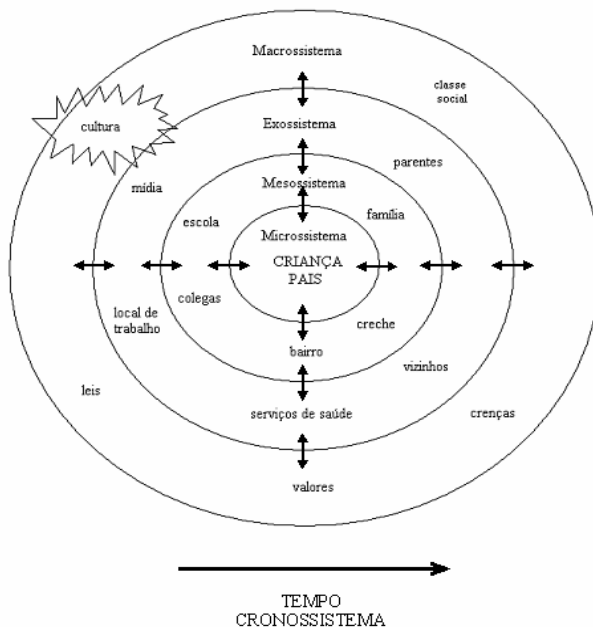 Macrossistema
classe
social
cultura
Exossistema
parentes
mídia
Mesossistema
família
escola
Microssistema
CRIANÇA
PAIS
colegas
local de
trabalho
creche
bairro
vizinhos
leis
serviços de saúde
crenças
valores
TEMPO
CRONOSSISTEMA